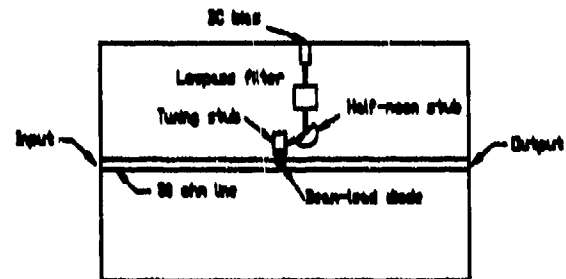 DC bias
Lowpass filter
Tuning stub
Half-moon stub
Input
Output
50 ohm line
Beam-lead diode